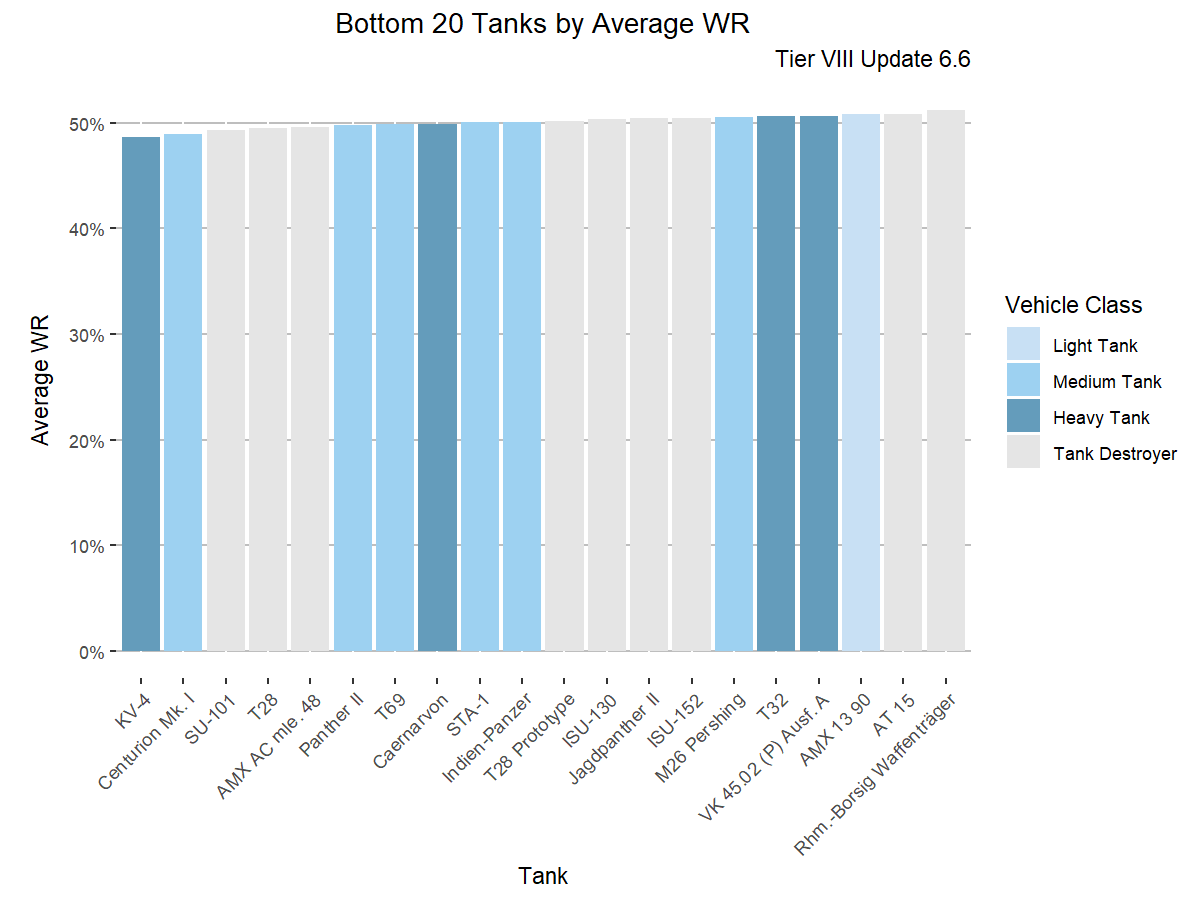 Bottom 20 Tanks by Average WR
Tier VIII Update 6.6
Average WR
50%
40%
30%
20%
10%
0%
KV-4
Centurion Mk. I
SU-101
T28
AMX AC mle. 48
Panther II
T69
Caernarvon
STA-1
Indien-Panzer
T28 Prototype
ISU-130
Jagdpanther II
ISU-152
M26 Pershing
T32
VK 45.02 (P) Ausf. A
AMX 13 90
AT 15
Rhm.-Borsig Waffenträger
Tank
Vehicle Class
Light Tank
Medium Tank
Heavy Tank
Tank Destroyer